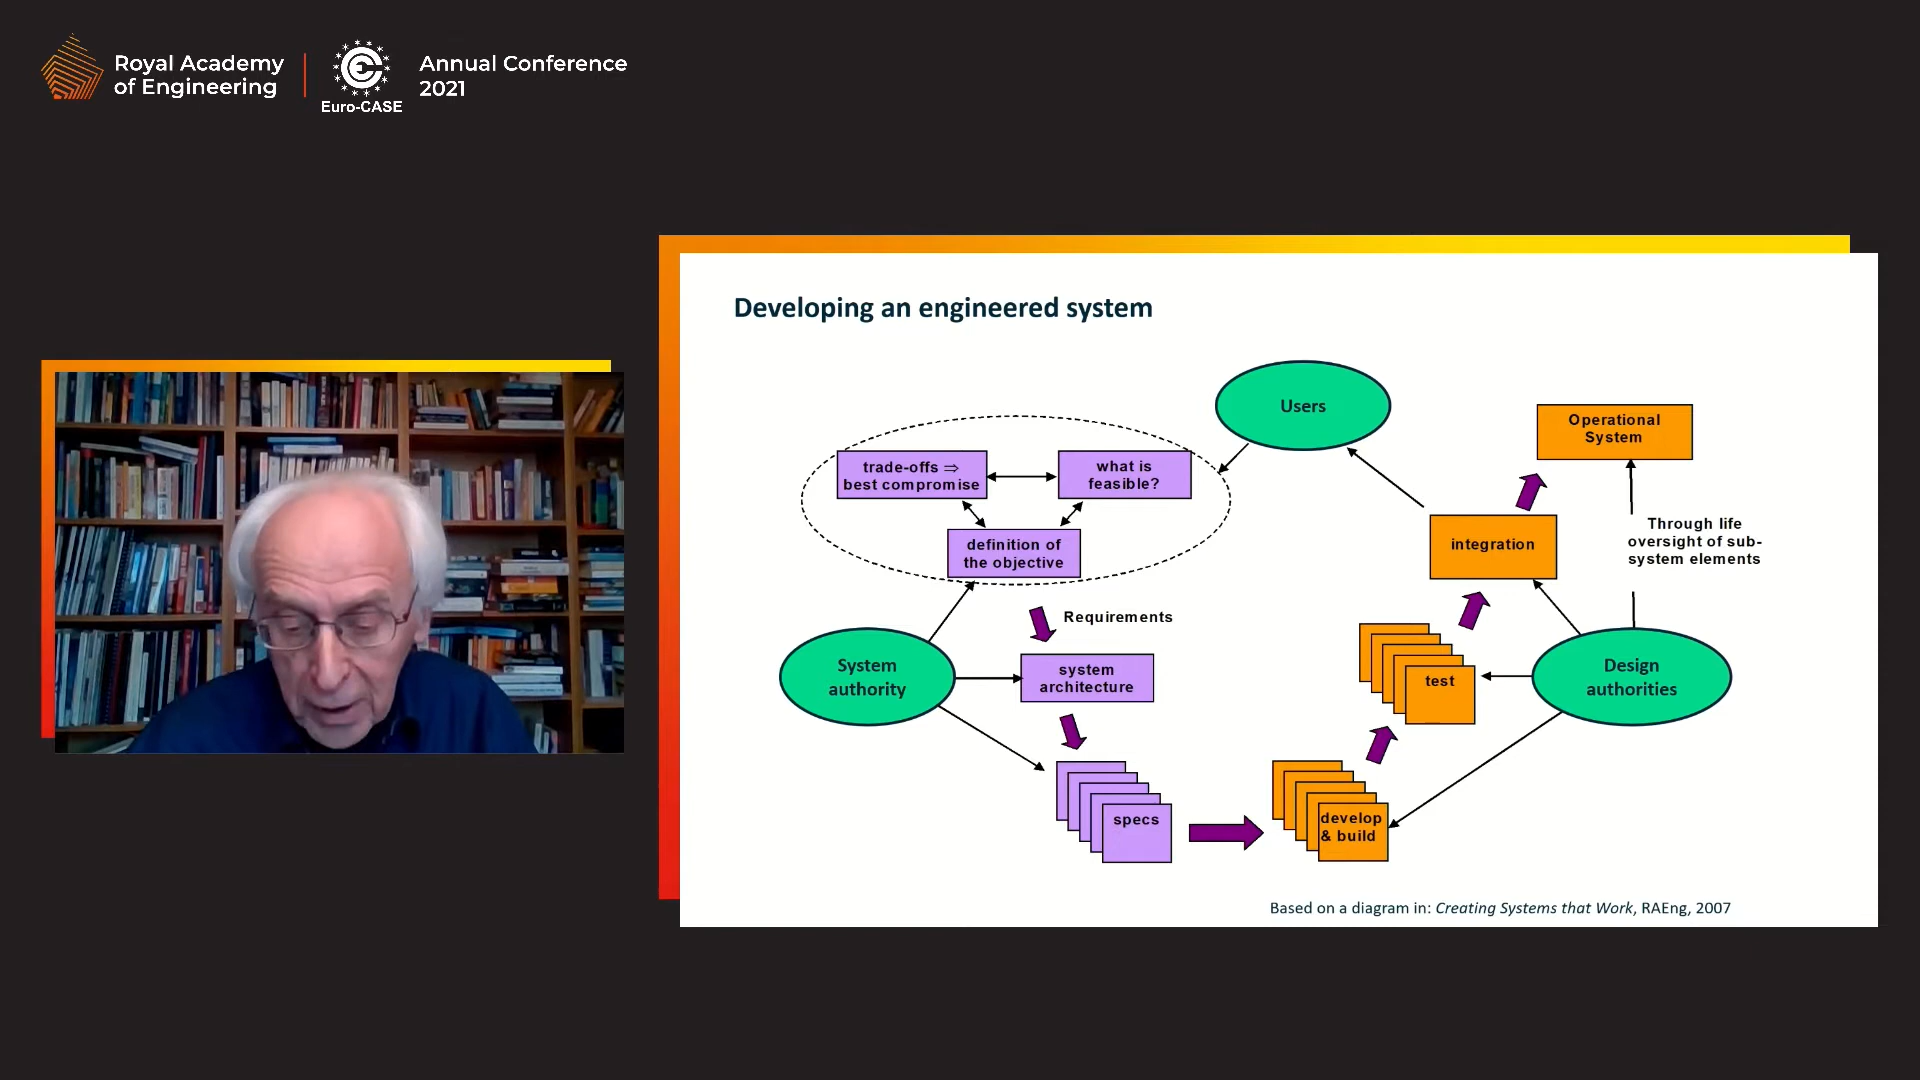 Royal Academy
of Engineering
Euro-CASE
Annual Conference
2021
Developing an engineered system
Users
Operational
System
trade-offs ⇒
best compromise
what is
feasible?
definition of
the objective
integration
Through life
oversight of sub-
system elements
Requirements
System
authority
system
architecture
test
Design
authorities
specs
develop
& build
Based on a diagram in: Creating Systems that Work, RAEng, 2007